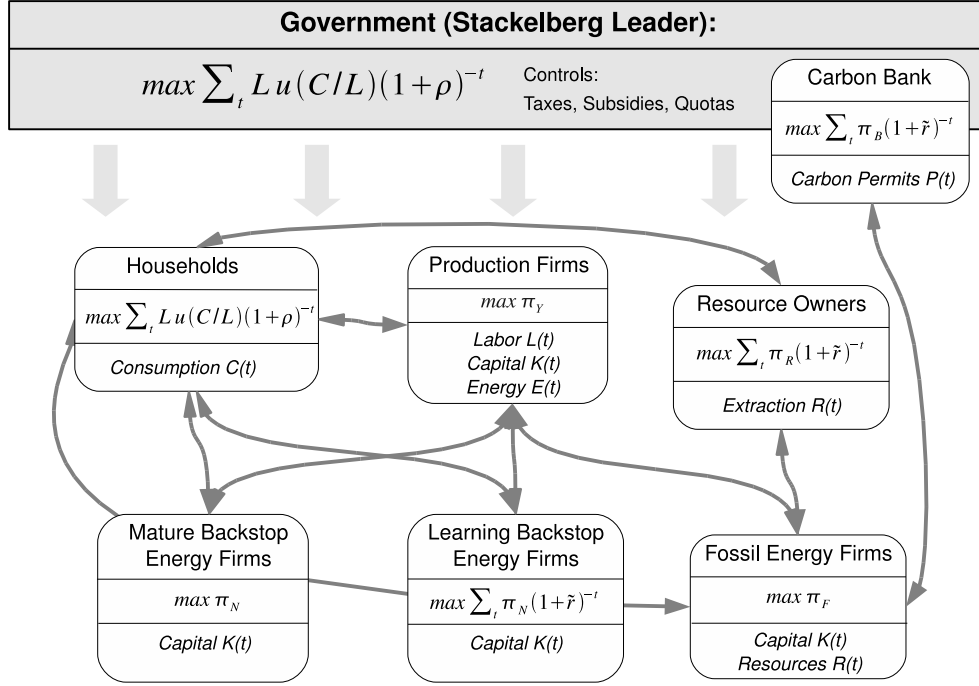 Government (Stackelberg Leader):
max ∑_t L u(C/L)(1+ρ)^{-t}
Controls:
Taxes, Subsidies, Quotas
Carbon Bank
max ∑_t π_B(1+r̃)^{-t}
Carbon Permits P(t)
Households
max ∑_t L u(C/L)(1+ρ)^{-t}
Consumption C(t)
Production Firms
max π_Y
Labor L(t)
Capital K(t)
Energy E(t)
Resource Owners
max ∑_t π_R(1+r̃)^{-t}
Extraction R(t)
Mature Backstop
Energy Firms
max π_N
Capital K(t)
Learning Backstop
Energy Firms
max ∑_t π_N(1+r̃)^{-t}
Capital K(t)
Fossil Energy Firms
max π_F
Capital K(t)
Resources R(t)